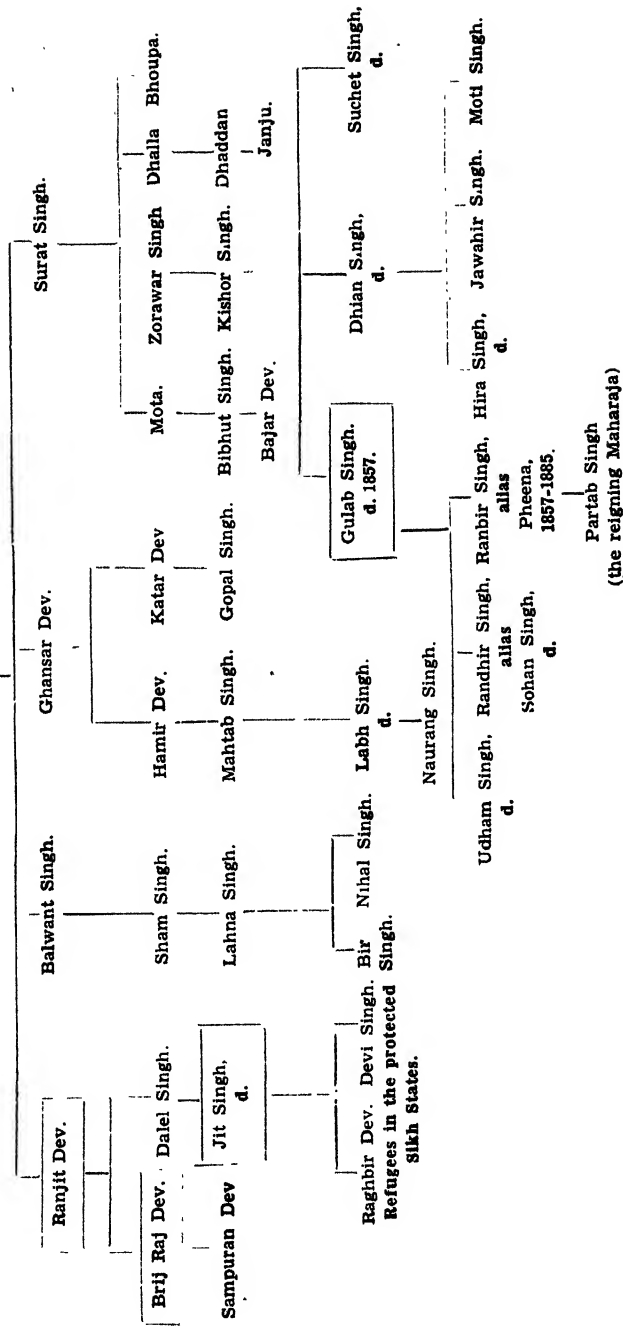 Ranjit Dev.
Balwant Singh.
Ghansar Dev.
Surat Singh.
Brij Raj Dev.
Dalel Singh.
Sham Singh.
Hamir Dev.
Katar Dev
Mota.
Zorawar Singh
Dhalla
Bhoupa.
Sampuran Dev
Jit Singh,
d.
Lahna Singh.
Mahtab Singh.
Gopal Singh.
Bibhut Singh.
Kishor Singh.
Dhaddan
Bajar Dev.
Janju.
Raghbir Dev. Devi Singh.
Refugees in the protected
Sikh States.
Bir
Singh.
Nihal Singh.
Labh Singh.
d.
Gulab Singh.
d. 1857.
Dhian Singh,
d.
Suchet Singh,
d.
Naurang Singh.
Udham Singh,
d.
Randhir Singh,
alias
Sohan Singh,
d.
Ranbir Singh,
alias
Pheena,
1857-1885.
Hira Singh,
d.
Jawahir Singh.
Moti Singh.
Partab Singh
(the reigning Maharaja)